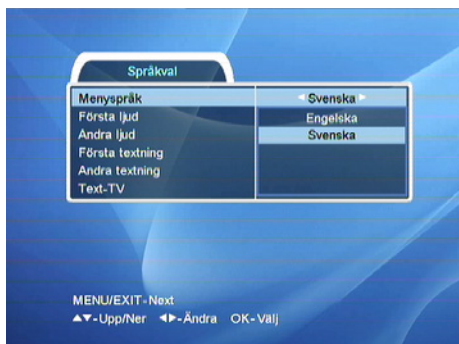 Språkval
Menyspråk Svenska
Första ljud Engelska
Andra ljud Svenska
Första textning
Andra textning
Text-TV
MENU/EXIT-Next
▲▼-Upp/Ner ◄►-Ändra OK-Välj